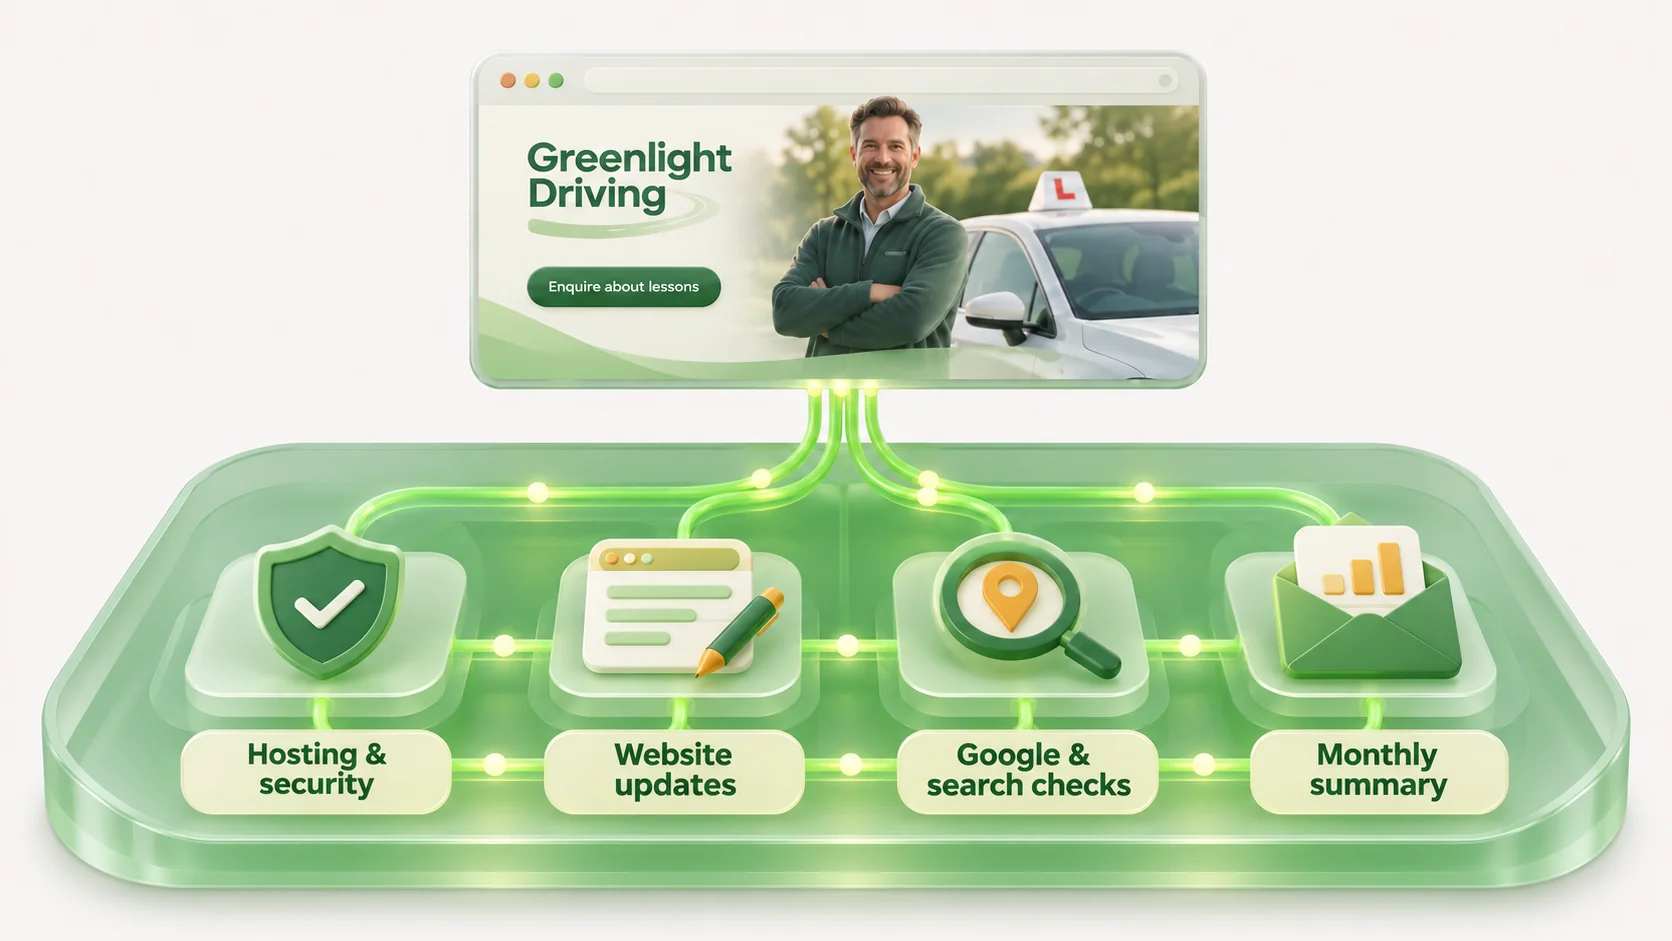 Greenlight
Driving
L
Enquire about lessons
Hosting &
security
Website
updates
Google &
search checks
Monthly
summary